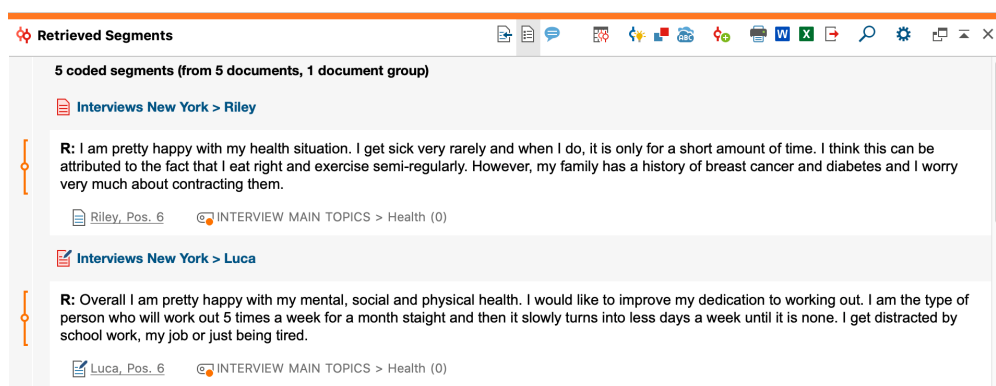 Retrieved Segments
ABC
W
X
5 coded segments (from 5 documents, 1 document group)
Interviews New York > Riley
R: I am pretty happy with my health situation. I get sick very rarely and when I do, it is only for a short amount of time. I think this can be
attributed to the fact that I eat right and exercise semi-regularly. However, my family has a history of breast cancer and diabetes and I worry
very much about contracting them.
Riley, Pos. 6 INTERVIEW MAIN TOPICS > Health (0)
Interviews New York > Luca
R: Overall I am pretty happy with my mental, social and physical health. I would like to improve my dedication to working out. I am the type of
person who will work out 5 times a week for a month staight and then it slowly turns into less days a week until it is none. I get distracted by
school work, my job or just being tired.
Luca, Pos. 6 INTERVIEW MAIN TOPICS > Health (0)